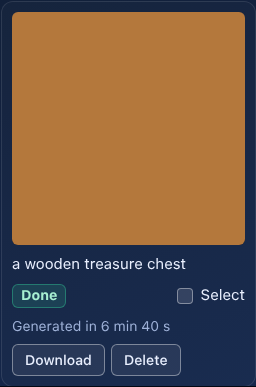 a wooden treasure chest
Done
Select
Generated in 6 min 40 s
Download Delete